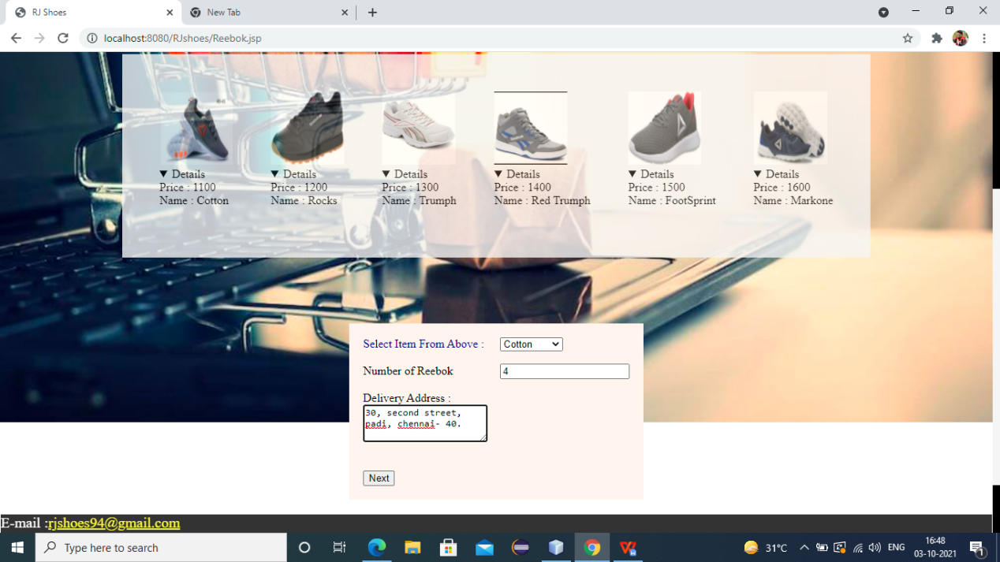 RJ Shoes
New Tab
localhost:8080/RJshoes/Reebok.jsp
▼ Details ▼ Details ▼ Details ▼ Details ▼ Details ▼ Details
Price : 1100 Price : 1200 Price : 1300 Price : 1400 Price : 1500 Price : 1600
Name : Cotton Name : Rocks Name : Trumph Name : Red Trumph Name : FootSprint Name : Markone
Select Item From Above : Cotton
Number of Reebok 4
Delivery Address :
30, second street,
padi, chennai- 40.
Next
E-mail :rjshoes94@gmail.com
Type here to search
31°C
ENG
16:48
03-10-2021
1